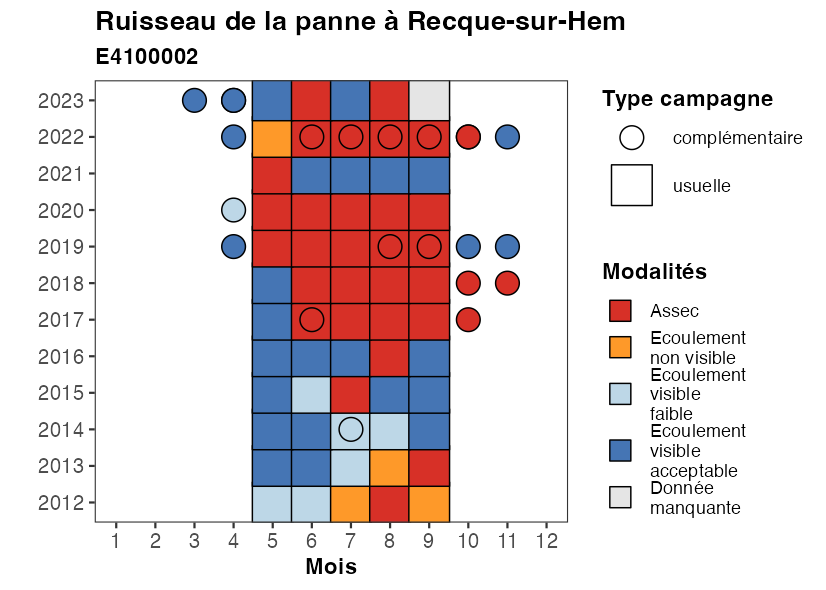 Ruisseau de la panne à Recque-sur-Hem
E4100002
2023
2022
2021
2020
2019
2018
2017
2016
2015
2014
2013
2012
1 2 3 4 5 6 7 8 9 10 11 12
Mois
Type campagne
complémentaire
usuelle
Modalités
Assec
Ecoulement
non visible
Ecoulement
visible
faible
Ecoulement
visible
acceptable
Donnée
manquante